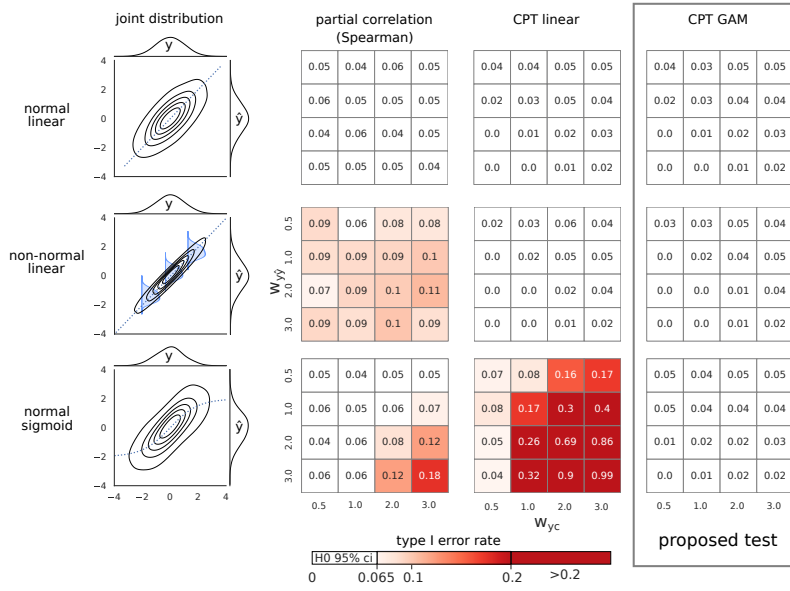 joint distribution
partial correlation
(Spearman)
CPT linear
CPT GAM
normal
linear
y
ŷ
4
2
0
−2
−4
0.05 0.04 0.06 0.05
0.06 0.05 0.05 0.05
0.04 0.06 0.04 0.05
0.05 0.05 0.05 0.04
0.04 0.04 0.05 0.05
0.02 0.03 0.05 0.04
0.0 0.01 0.02 0.03
0.0 0.0 0.01 0.02
0.04 0.03 0.05 0.05
0.02 0.03 0.04 0.04
0.0 0.01 0.02 0.03
0.0 0.0 0.01 0.02
non-normal
linear
y
ŷ
4
2
0
−2
−4
w_yŷ
0.5
1.0
2.0
3.0
0.09 0.06 0.08 0.08
0.09 0.09 0.09 0.1
0.07 0.09 0.1 0.11
0.09 0.09 0.1 0.09
0.02 0.03 0.06 0.04
0.0 0.02 0.05 0.05
0.0 0.0 0.02 0.04
0.0 0.0 0.01 0.02
0.03 0.03 0.05 0.04
0.0 0.02 0.04 0.05
0.0 0.0 0.01 0.04
0.0 0.0 0.01 0.02
normal
sigmoid
y
ŷ
4
2
0
−2
−4
−4 −2 0 2 4
0.5
1.0
2.0
3.0
0.05 0.04 0.05 0.05
0.06 0.05 0.06 0.07
0.04 0.06 0.08 0.12
0.06 0.06 0.12 0.18
0.07 0.08 0.16 0.17
0.08 0.17 0.3 0.4
0.05 0.26 0.69 0.86
0.04 0.32 0.9 0.99
0.05 0.04 0.05 0.05
0.05 0.04 0.04 0.04
0.01 0.02 0.02 0.03
0.0 0.01 0.02 0.02
0.5 1.0 2.0 3.0
0.5 1.0 2.0 3.0
0.5 1.0 2.0 3.0
w_yc
type I error rate
proposed test
H0 95% ci
0 0.065 0.1 0.2 >0.2